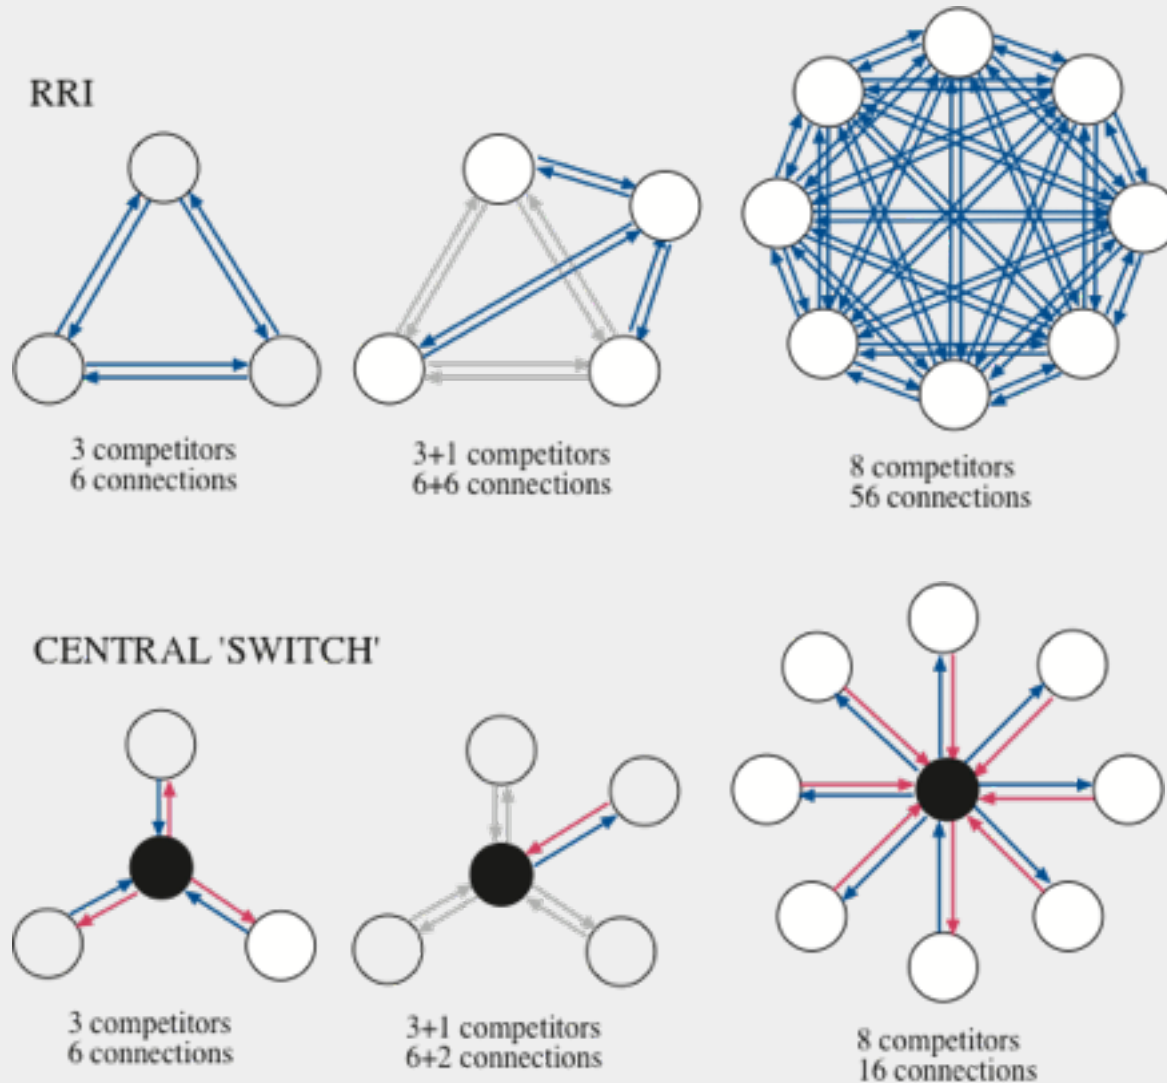 RRI
3 competitors
6 connections
3+1 competitors
6+6 connections
8 competitors
56 connections
CENTRAL 'SWITCH'
3 competitors
6 connections
3+1 competitors
6+2 connections
8 competitors
16 connections